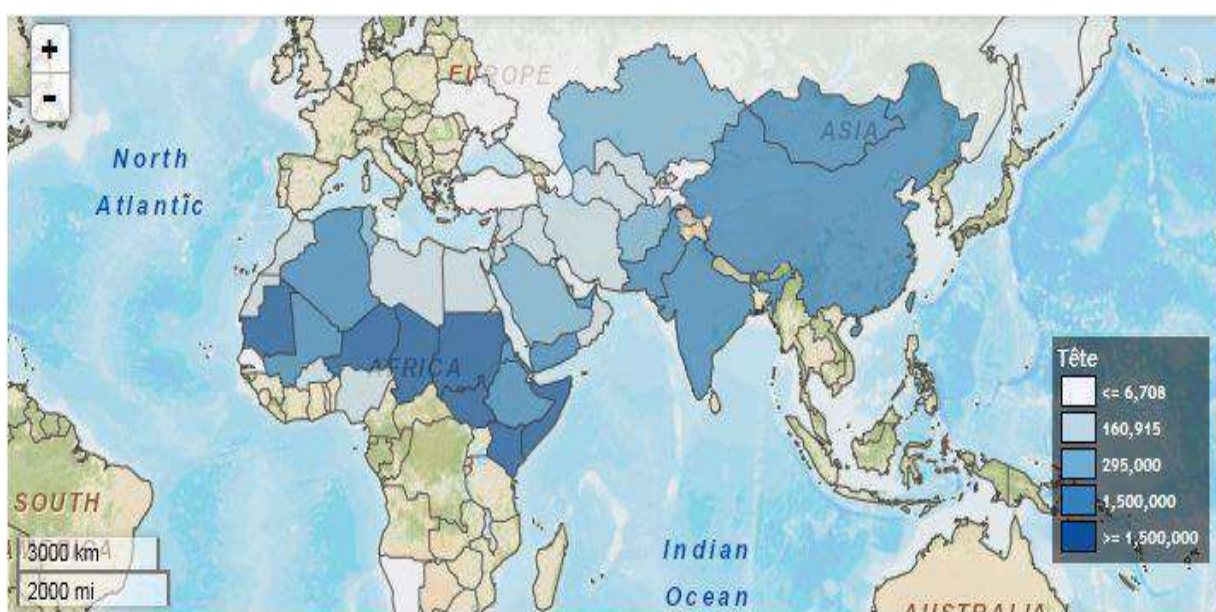 +
-
EUROPE
ASIA
North
Atlantic
AFRICA
Tête
<= 6,708
160,915
295,000
1,500,000
>= 1,500,000
SOUTH
AMERICA
3000 km
2000 mi
Indian
Ocean
AUSTRALIA